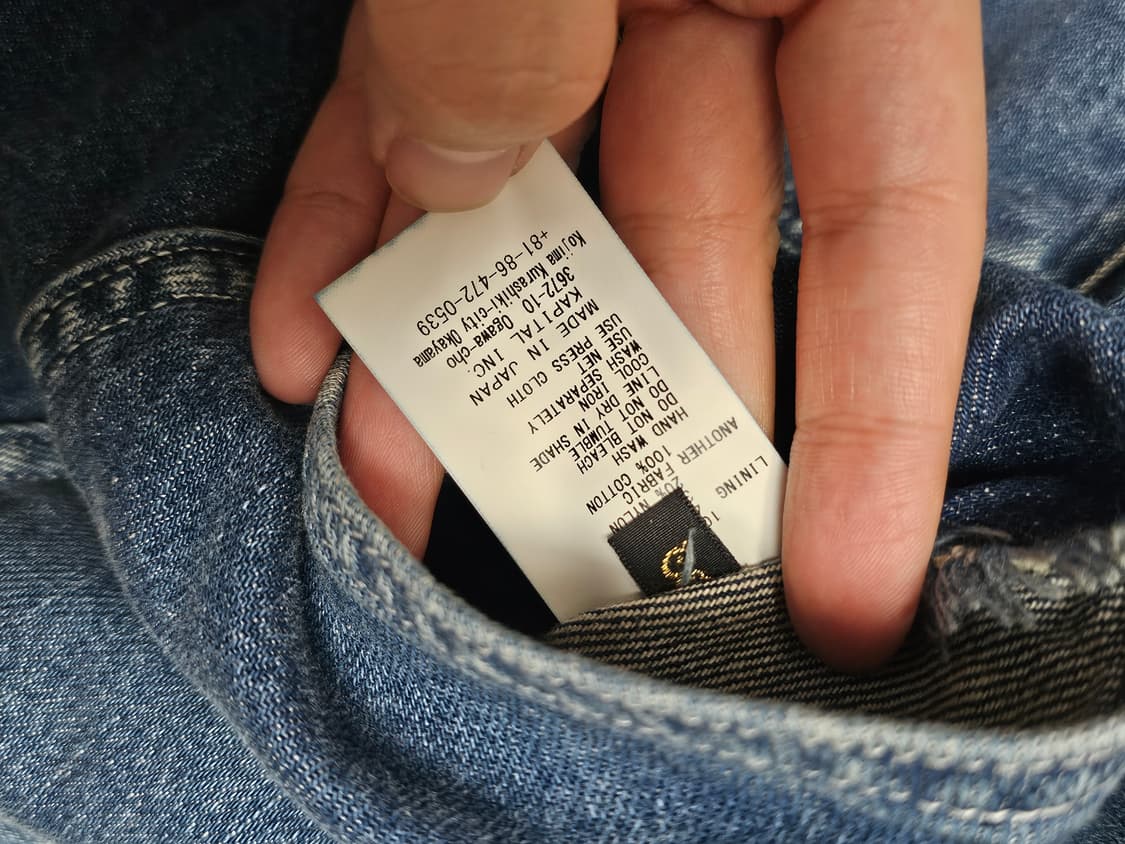 LINING
20% NYLON
ANOTHER FABRIC
100% COTTON
HAND WASH
DO NOT BLEACH
DO NOT TUMBLE
LINE DRY IN SHADE
COOL IRON
WASH SEPARATELY
USE NET
USE PRESS CLOTH
MADE IN JAPAN
KAPITAL INC.
3672-10 Ogawa-cho
Kojima Kurashiki-city Okayama
+81-86-472-0539